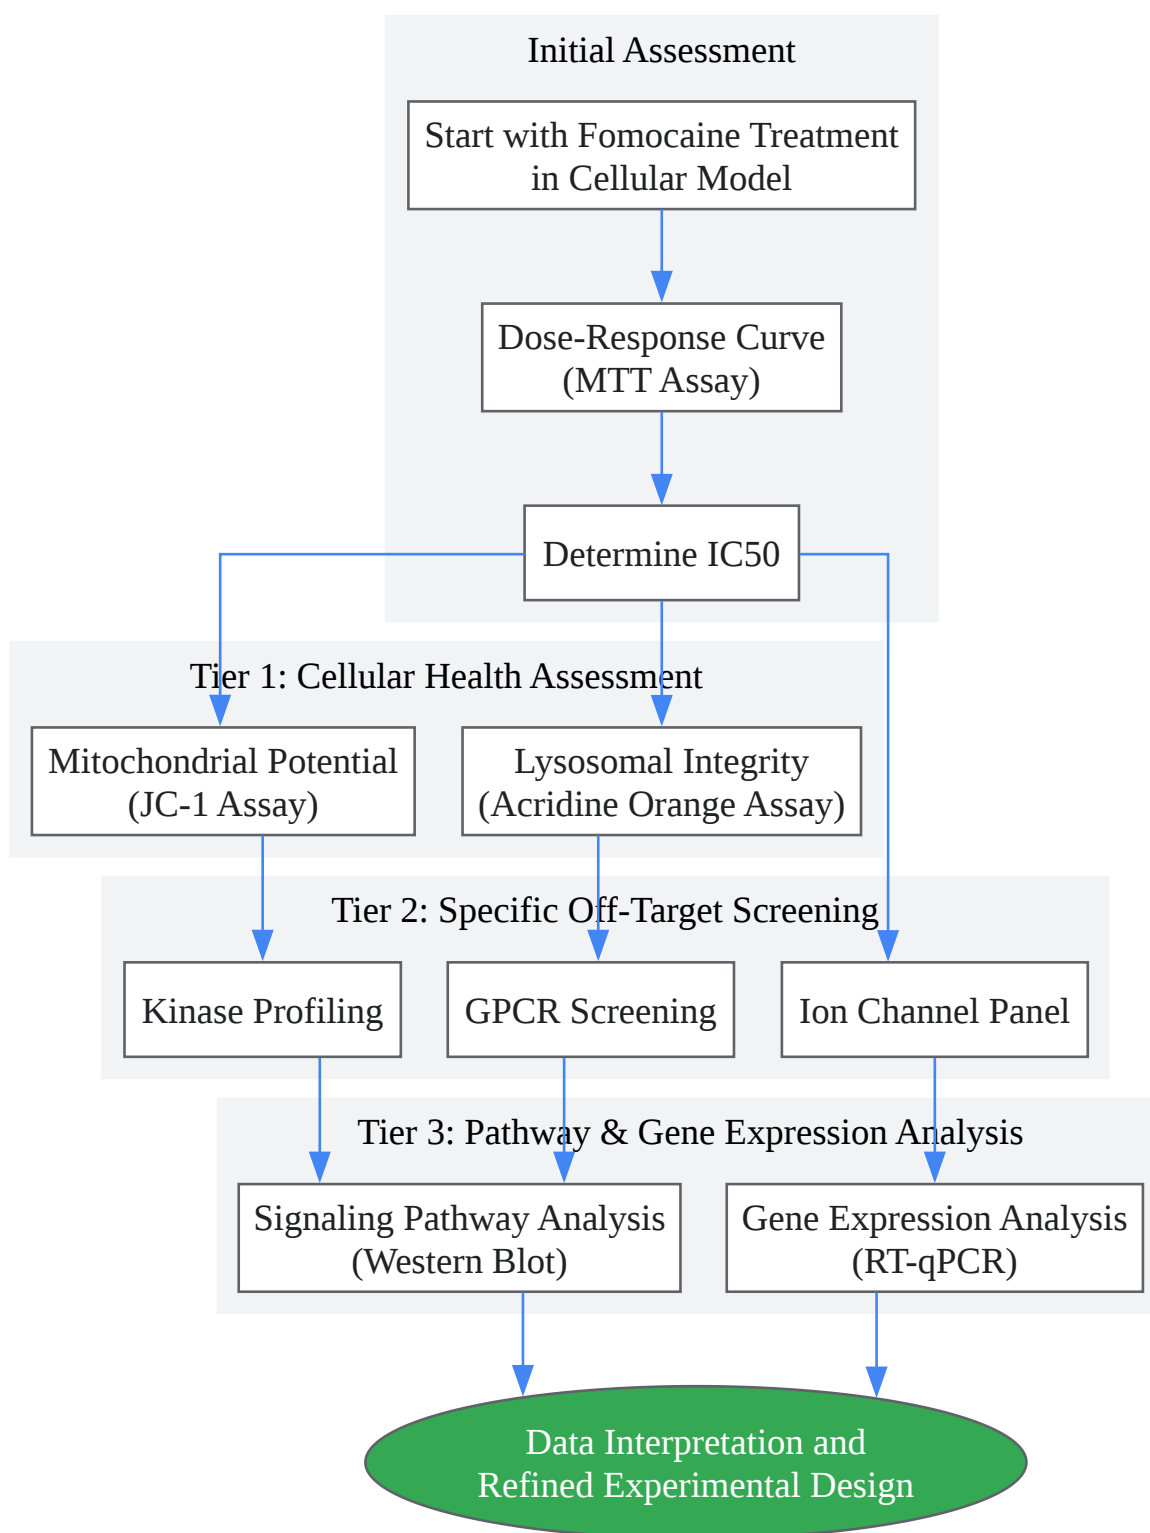 Initial Assessment
Start with Fomocaine Treatment
in Cellular Model
Dose-Response Curve
(MTT Assay)
Determine IC50
Tier 1: Cellular Health Assessment
Mitochondrial Potential
(JC-1 Assay)
Lysosomal Integrity
(Acridine Orange Assay)
Tier 2: Specific Off-Target Screening
Kinase Profiling
GPCR Screening
Ion Channel Panel
Tier 3: Pathway & Gene Expression Analysis
Signaling Pathway Analysis
(Western Blot)
Gene Expression Analysis
(RT-qPCR)
Data Interpretation and
Refined Experimental Design